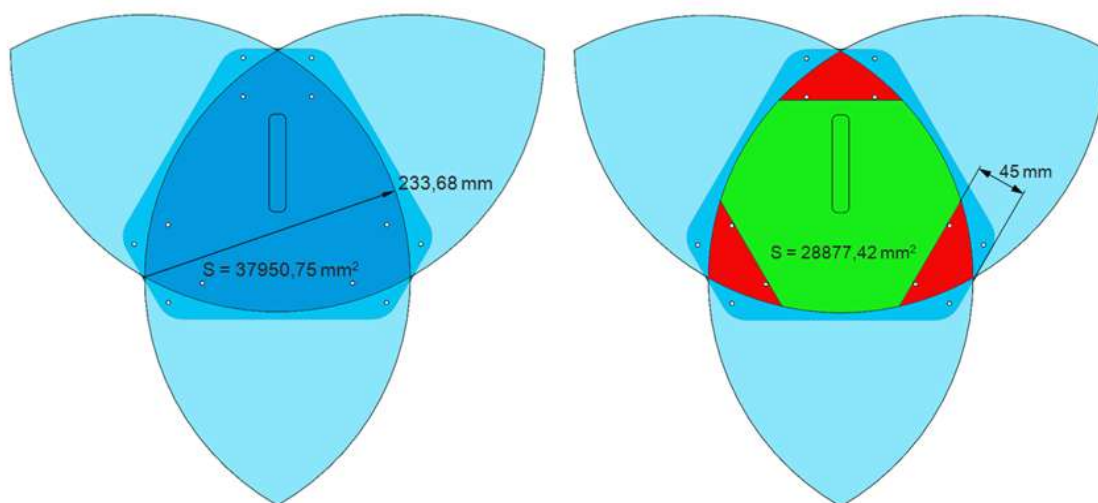 233,68 mm
S = 37950,75 mm²
45 mm
S = 28877,42 mm²